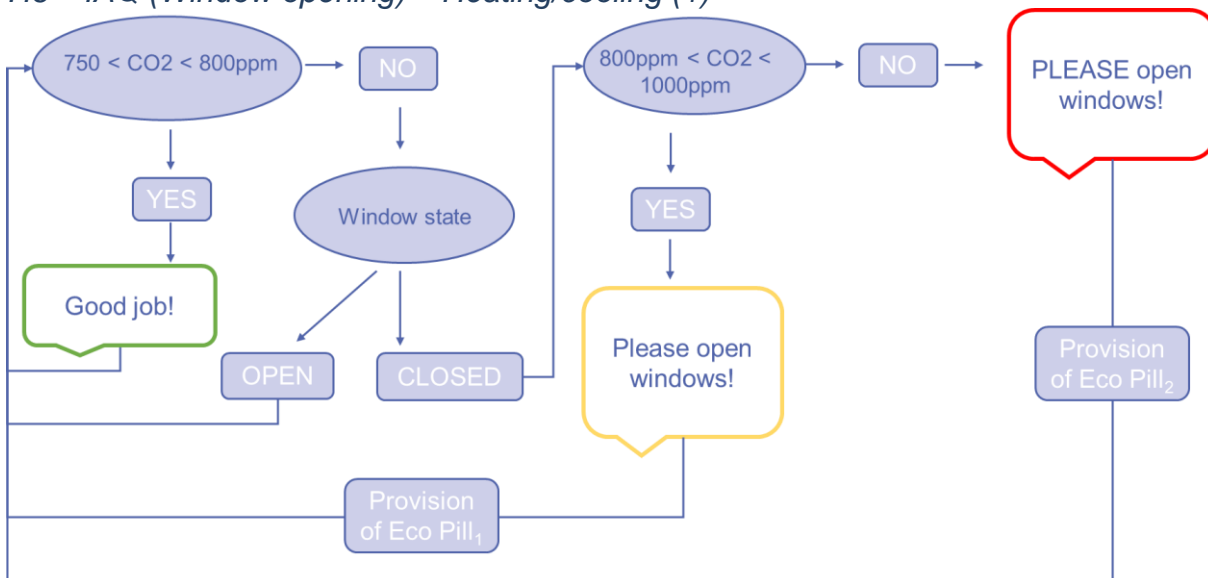 750 < CO2 < 800ppm
NO
800ppm < CO2 <
1000ppm
NO
PLEASE open
windows!
YES
Window state
YES
Good job!
OPEN
CLOSED
Please open
windows!
Provision
of Eco Pill₂
Provision
of Eco Pill₁